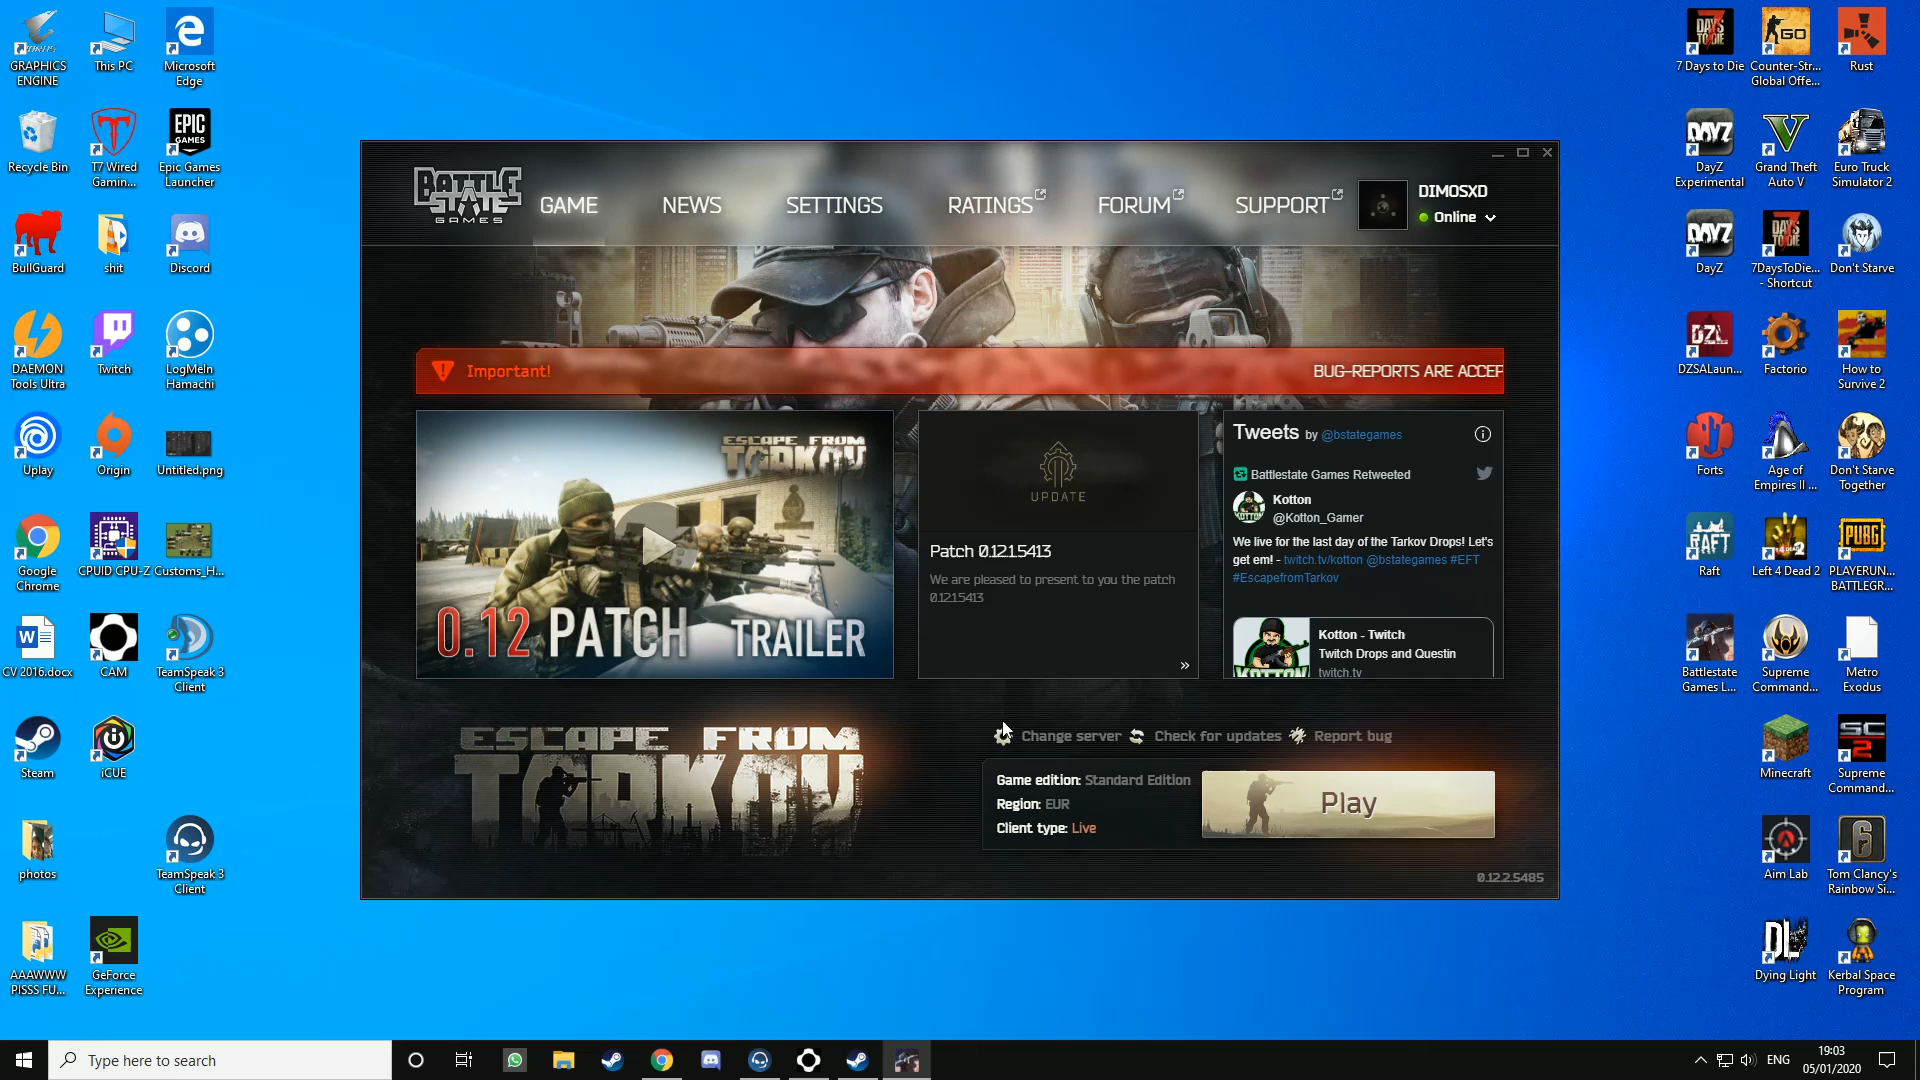 GRAPHICS
ENGINE
This PC
Microsoft
Edge
Recycle Bin
T7 Wired
Gamin...
EPIC
GAMES
Epic Games
Launcher
BullGuard
shit
Discord
DAEMON
Tools Ultra
Twitch
LogMeIn
Hamachi
Uplay
Origin
Untitled.png
Google
Chrome
CPUID CPU-Z
Customs_H...
CV 2016.docx
CAM
TeamSpeak 3
Client
Steam
iCUE
photos
TeamSpeak 3
Client
AAAWWW
PISSS FU...
GeForce
Experience
BATTLE
STATE
GAMES
GAME
NEWS
SETTINGS
RATINGS
FORUM
SUPPORT
DIMOSXD
Online
Important!
BUG-REPORTS ARE ACCEP
ESCAPE FROM
TARKOV
0.12 PATCH TRAILER
UPDATE
Patch 0.12.1.5413
We are pleased to present to you the patch
0.12.1.5413
»
Tweets by @bstategames
Battlestate Games Retweeted
Kotton
@Kotton_Gamer
We live for the last day of the Tarkov Drops! Let's
get em! - twitch.tv/kotton @bstategames #EFT
#EscapefromTarkov
KOTTON
Kotton - Twitch
Twitch Drops and Questin
twitch.tv
ESCAPE FROM
TARKOV
Change server
Check for updates
Report bug
Game edition: Standard Edition
Region: EUR
Client type: Live
Play
0.12.2.5485
7 Days to Die
Counter-Str...
Global Offe...
Rust
DayZ
Experimental
Grand Theft
Auto V
Euro Truck
Simulator 2
DayZ
7DaysToDie...
- Shortcut
Don't Starve
DZSALaun...
Factorio
How to
Survive 2
Forts
Age of
Empires II ...
Don't Starve
Together
Raft
Left 4 Dead 2
PLAYERUN...
BATTLEGR...
Battlestate
Games L...
Supreme
Command...
Metro
Exodus
Minecraft
Supreme
Command...
Aim Lab
Tom Clancy's
Rainbow Si...
Dying Light
Kerbal Space
Program
Type here to search
ENG
19:03
05/01/2020